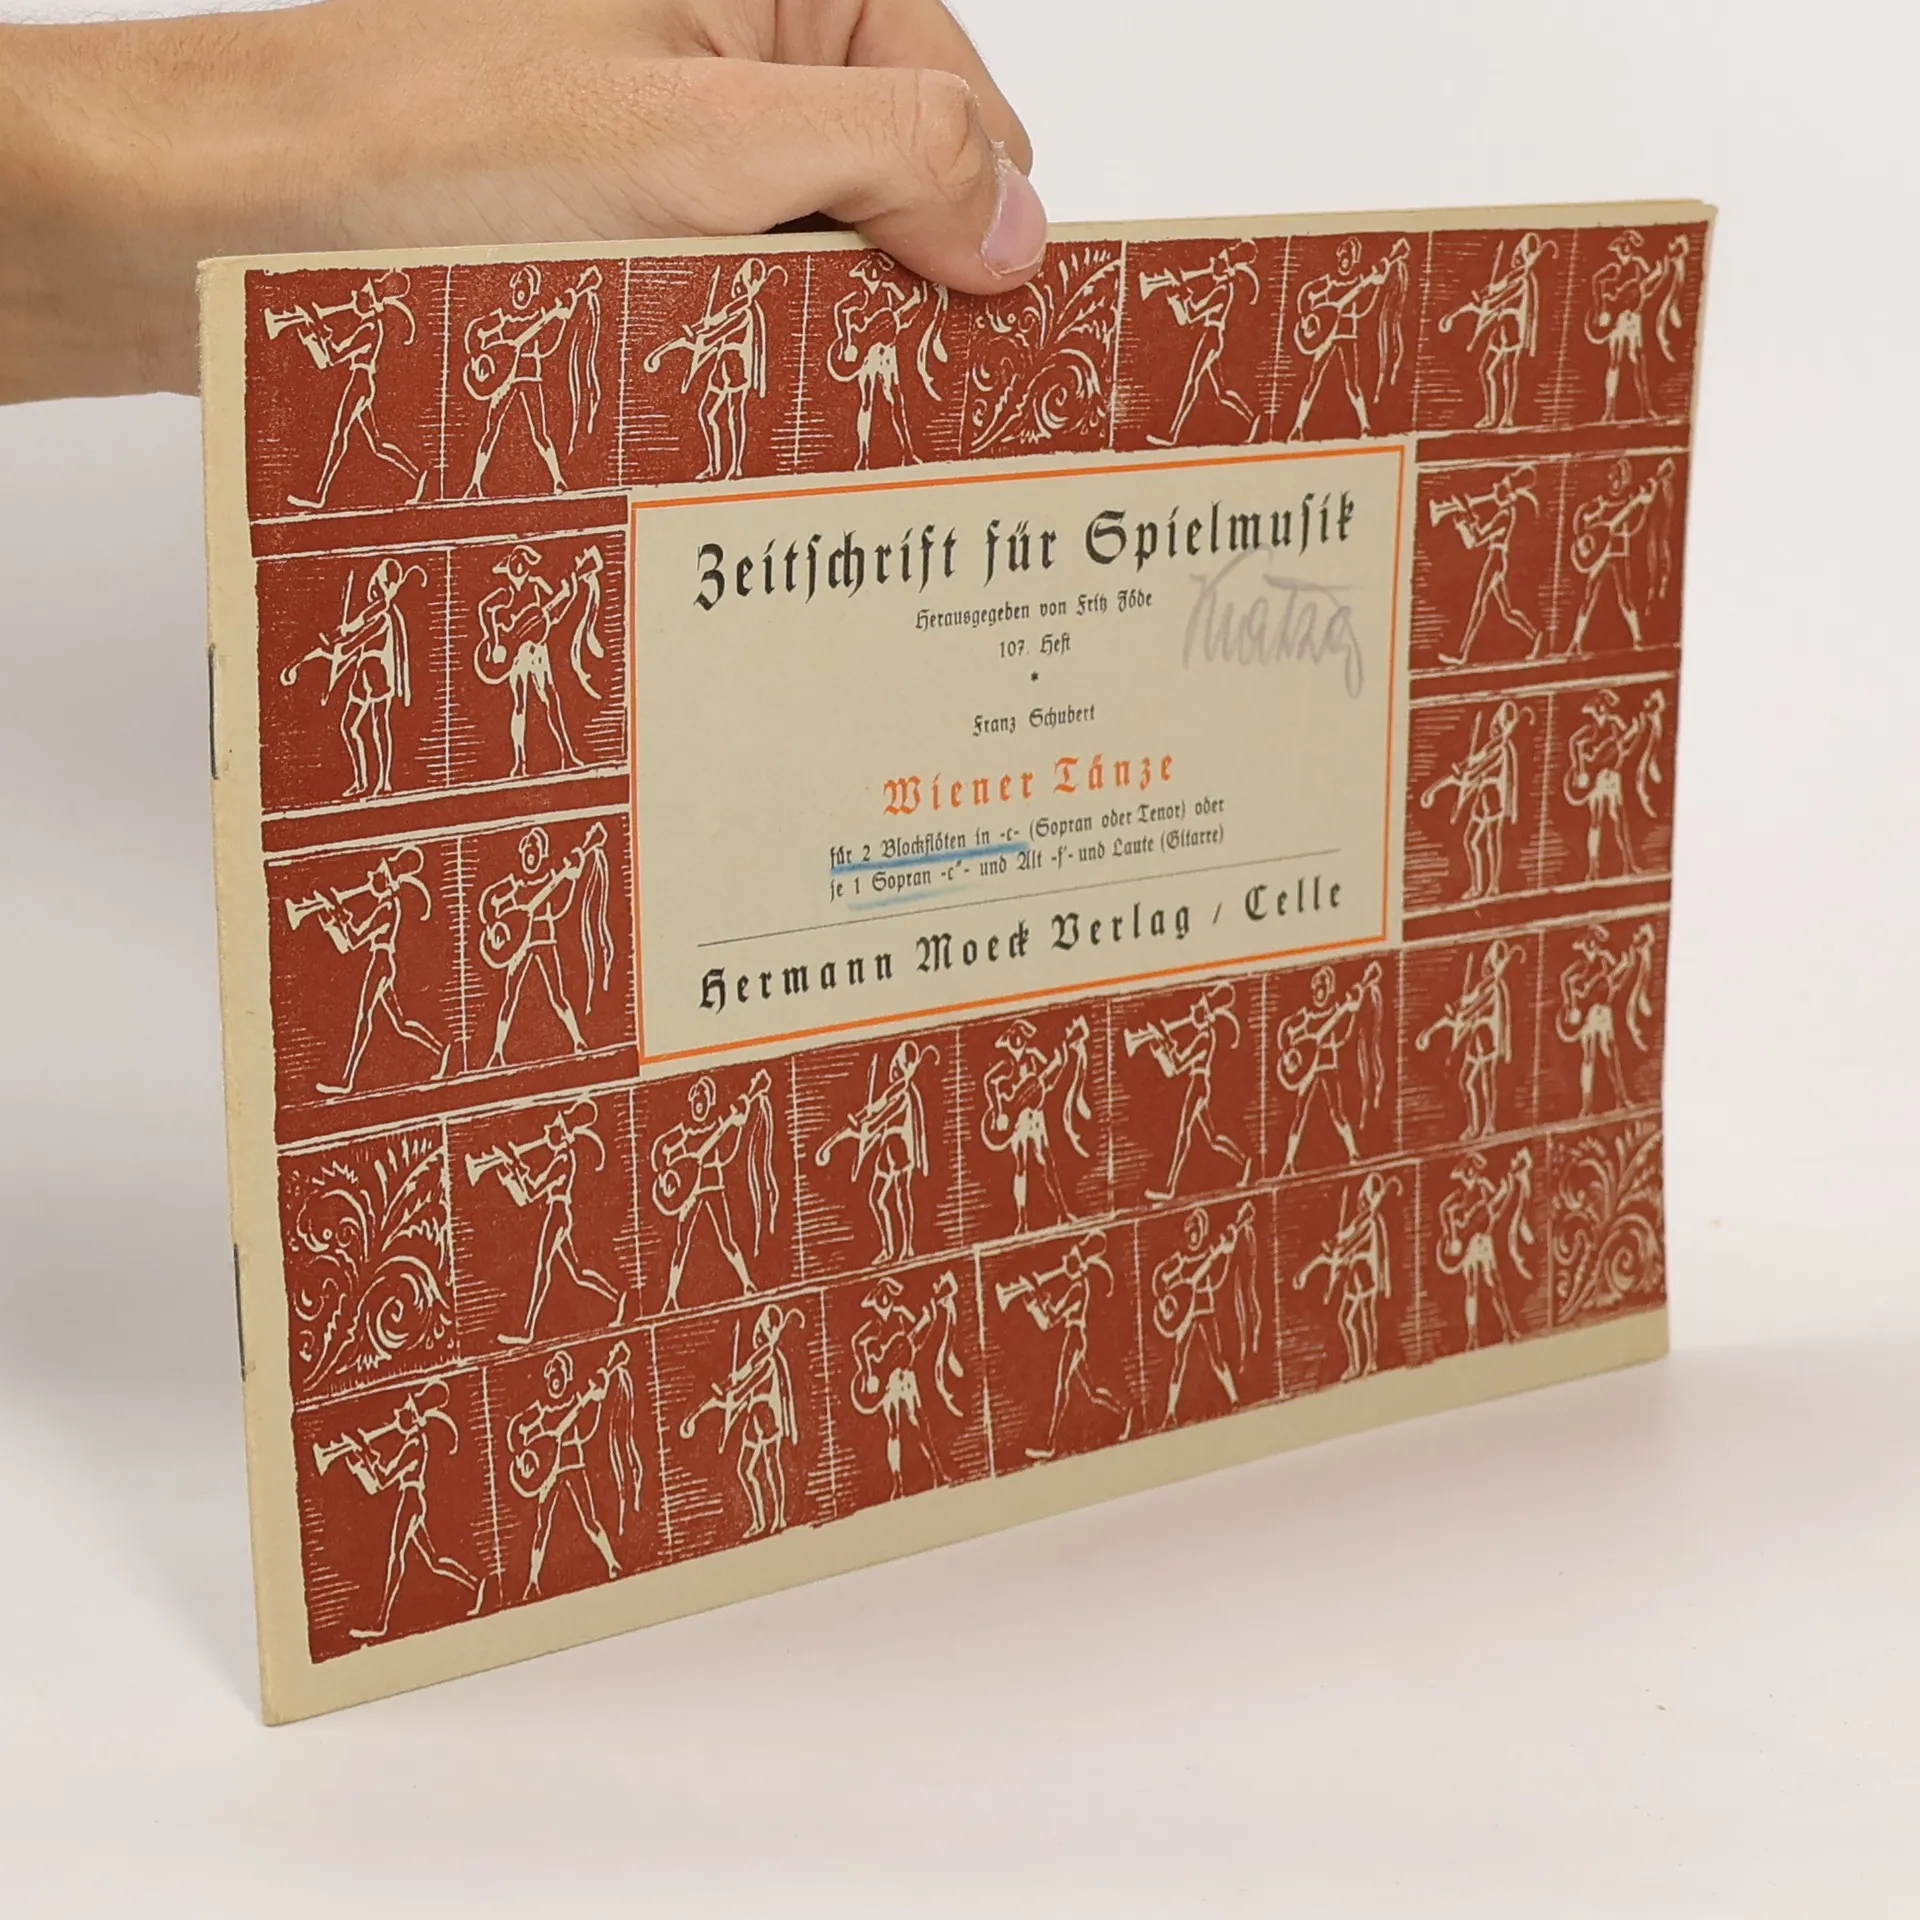 Zeitschrift für Spielmusik
Herausgegeben von Fritz Jöde
107. Heft
*
Franz Schubert
Wiener Tänze
für 2 Blockflöten in -c- (Sopran oder Tenor) oder
je 1 Sopran -c"- und Alt -f'- und Laute (Gitarre)
Hermann Moeck Verlag / Celle